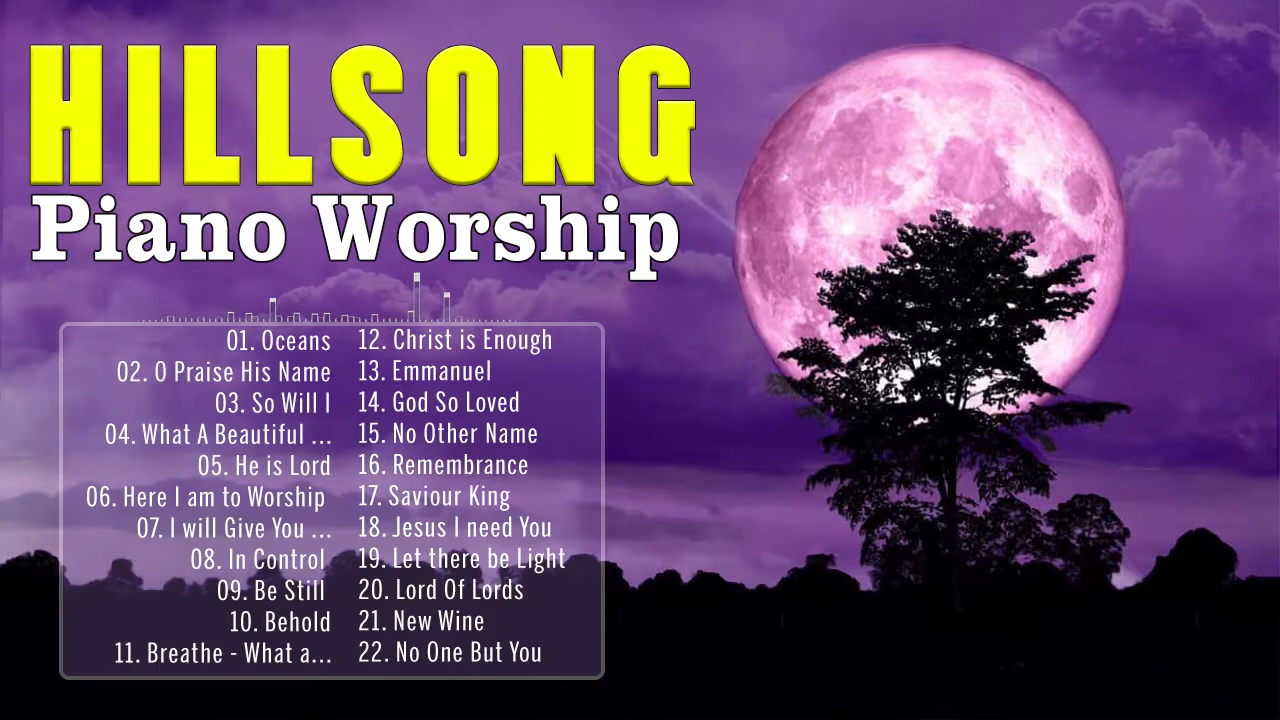 HILLSONG
Piano Worship
01. Oceans
02. O Praise His Name
03. So Will I
04. What A Beautiful ...
05. He is Lord
06. Here I am to Worship
07. I will Give You ...
08. In Control
09. Be Still
10. Behold
11. Breathe - What a...
12. Christ is Enough
13. Emmanuel
14. God So Loved
15. No Other Name
16. Remembrance
17. Saviour King
18. Jesus I need You
19. Let there be Light
20. Lord Of Lords
21. New Wine
22. No One But You